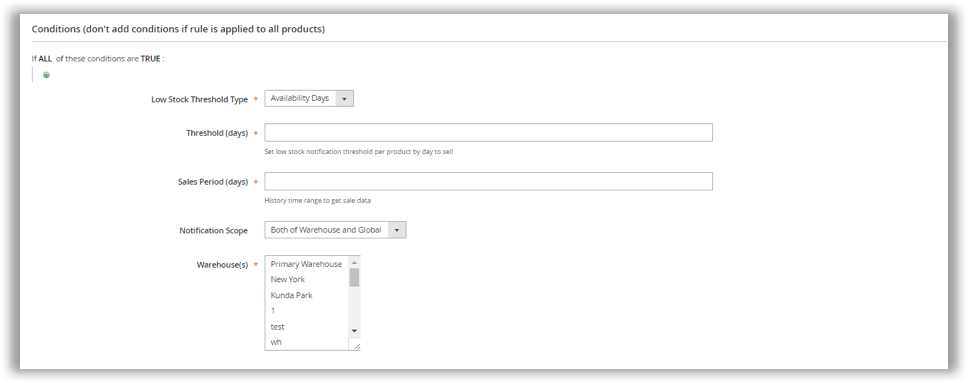 Conditions (don't add conditions if rule is applied to all products)
If ALL of these conditions are TRUE :
Low Stock Threshold Type * Availability Days
Threshold (days) *
Set low stock notification threshold per product by day to sell
Sales Period (days) *
History time range to get sale data
Notification Scope Both of Warehouse and Global
Warehouse(s) * Primary Warehouse
New York
Kunda Park
1
test
wh